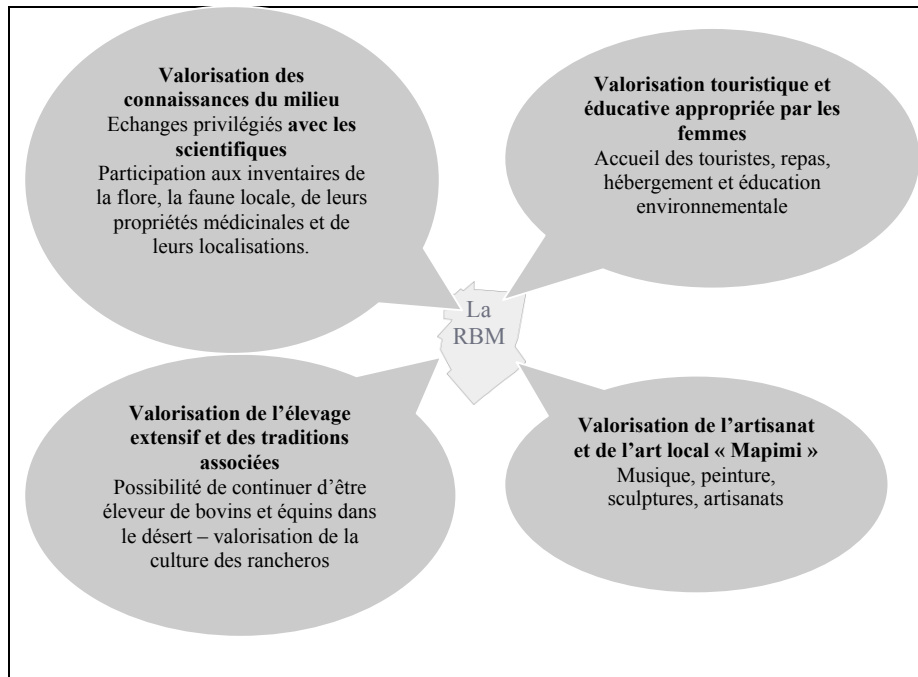 Valorisation des
connaissances du milieu
Echanges privilégiés avec les
scientifiques
Participation aux inventaires de
la flore, la faune locale, de leurs
propriétés médicinales et de
leurs localisations.
Valorisation touristique et
éducative appropriée par les
femmes
Accueil des touristes, repas,
hébergement et éducation
environnementale
La
RBM
Valorisation de l’élevage
extensif et des traditions
associées
Possibilité de continuer d’être
éleveur de bovins et équins dans
le désert – valorisation de la
culture des rancheros
Valorisation de l’artisanat
et de l’art local « Mapimi »
Musique, peinture,
sculptures, artisanats